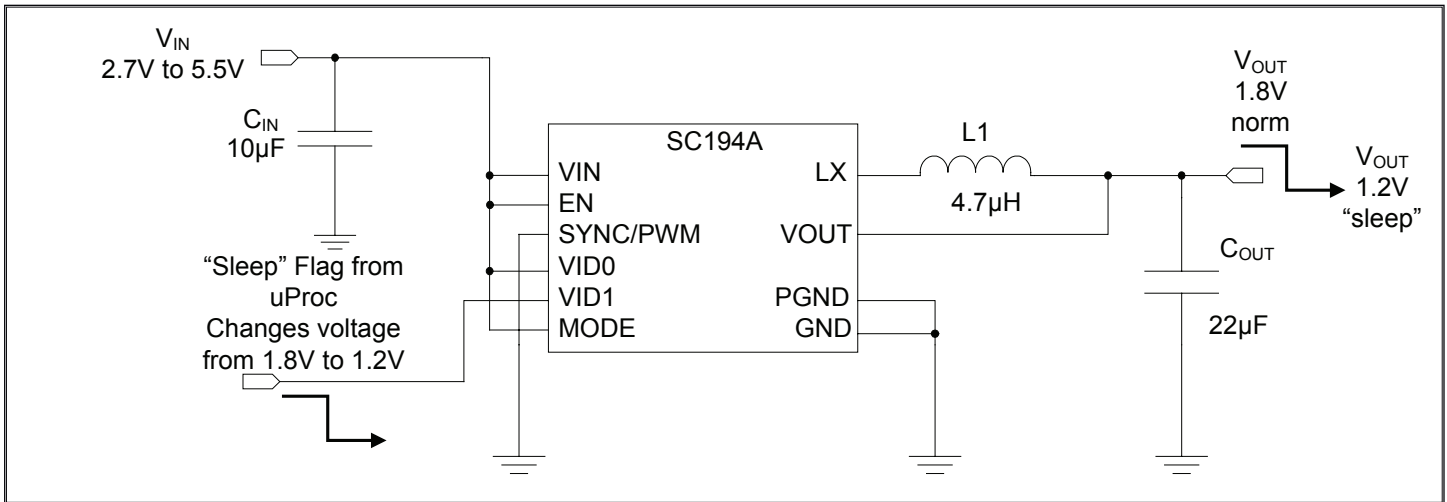 V_IN
2.7V to 5.5V
C_IN
10µF
"Sleep" Flag from
uProc
Changes voltage
from 1.8V to 1.2V
SC194A
VIN
EN
SYNC/PWM
VID0
VID1
MODE
LX
VOUT
PGND
GND
L1
4.7µH
V_OUT
1.8V
norm
V_OUT
1.2V
"sleep"
C_OUT
22µF